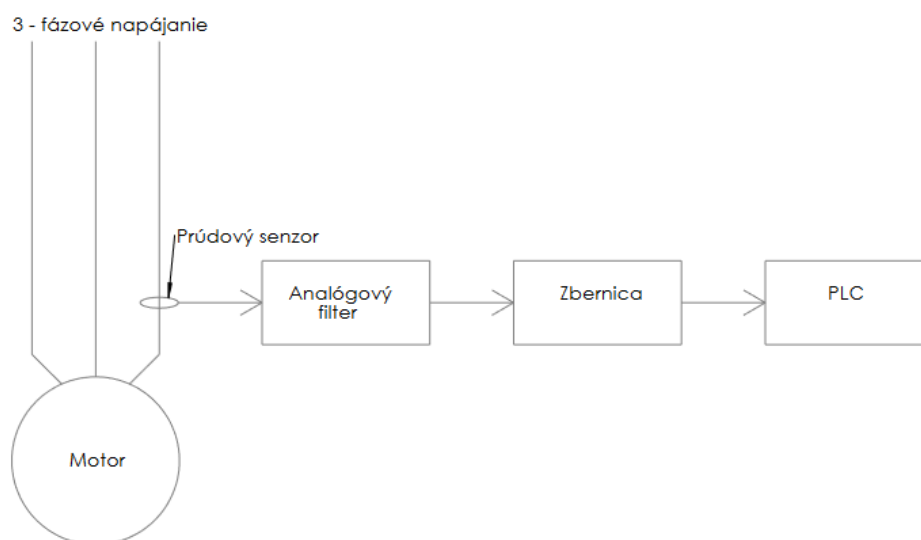 3 - fázové napájanie
Prúdový senzor
Analógový
filter
Zbernica
PLC
Motor